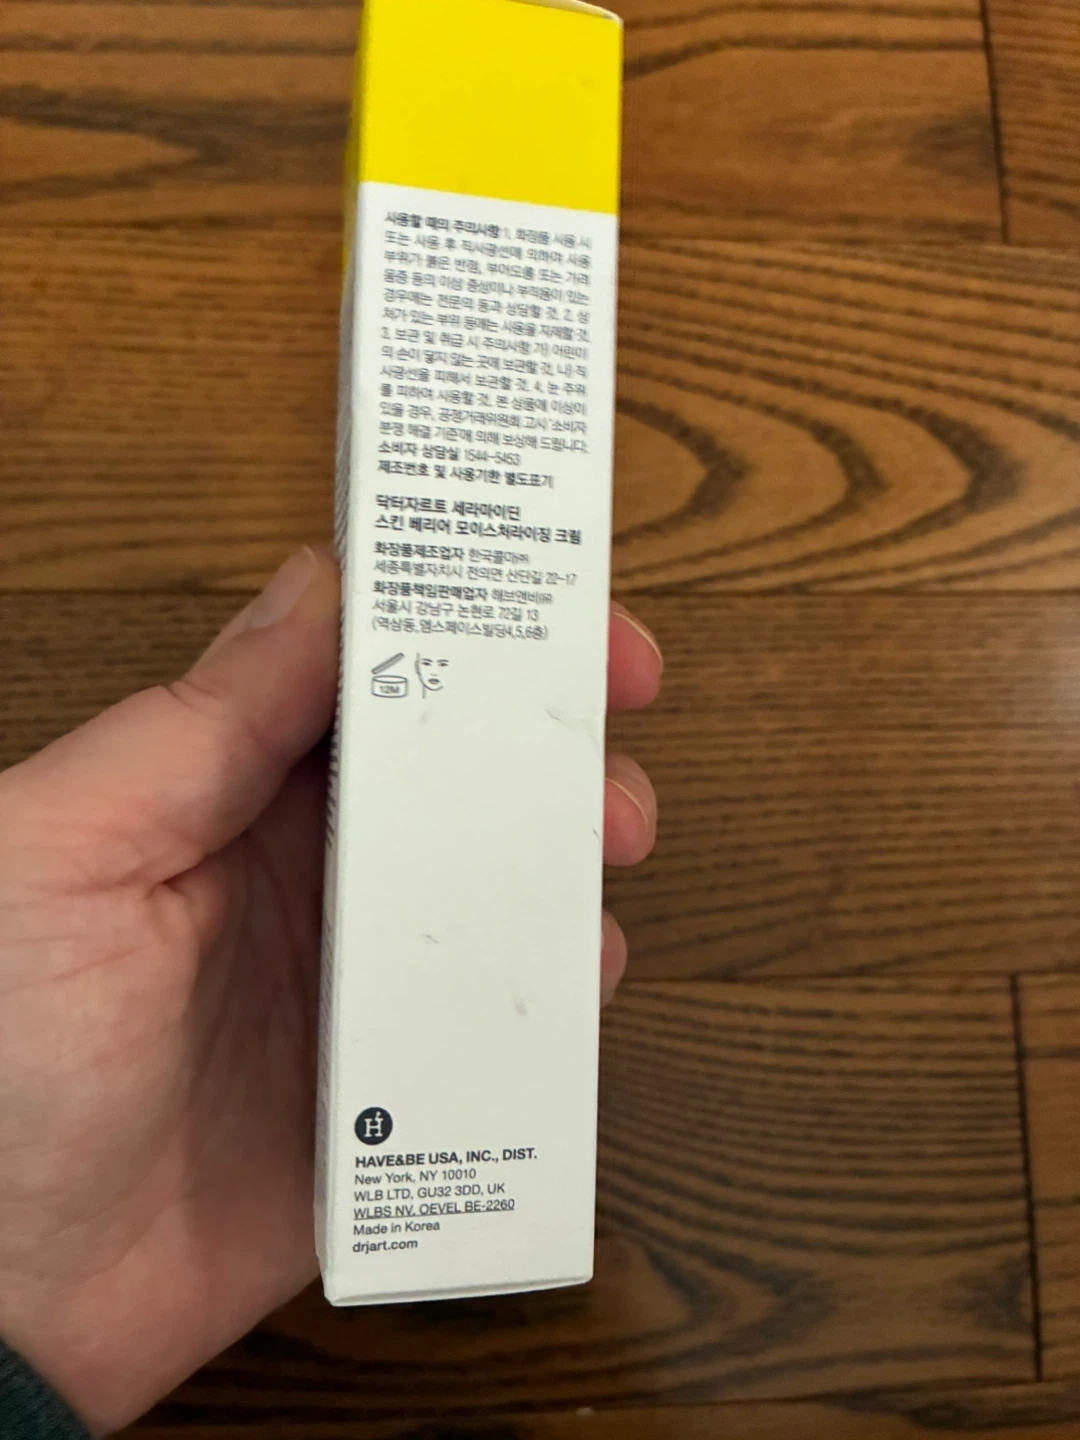 사용할 때의 주의사항 1. 화장품 사용 시
또는 사용 후 직사광선에 의하여 사용
부위가 붉은 반점, 부어오름 또는 가려
움증 등의 이상 증상이나 부작용이 있는
경우에는 전문의 등과 상담할 것. 2. 상
처가 있는 부위 등에는 사용을 자제할 것.
3. 보관 및 취급 시 주의사항 가) 어린이
의 손이 닿지 않는 곳에 보관할 것. 나) 직
사광선을 피해서 보관할 것. 4. 눈 주위
를 피하여 사용할 것. 본 상품에 이상이
있을 경우, 공정거래위원회 고시 '소비자
분쟁 해결 기준'에 의해 보상해 드립니다.
소비자 상담실 1544-5453
제조번호 및 사용기한 별도표기
닥터자르트 세라마이딘
스킨 베리어 모이스처라이징 크림
화장품제조업자 한국콜마㈜
세종특별자치시 전의면 산단길 22-17
화장품책임판매업자 해브앤비㈜
서울시 강남구 논현로 72길 13
(역삼동,엠스페이스빌딩4,5,6층)
12M
H
HAVE&BE USA, INC., DIST.
New York, NY 10010
WLB LTD, GU32 3DD, UK
WLBS NV, OEVEL BE-2260
Made in Korea
drjart.com